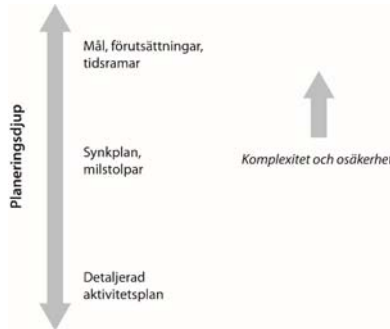 Planeringsdjup
Mål, förutsättningar,
tidsramar
Synkplan,
milstolpar
Komplexitet och osäkerhet
Detaljerad
aktivitetsplan